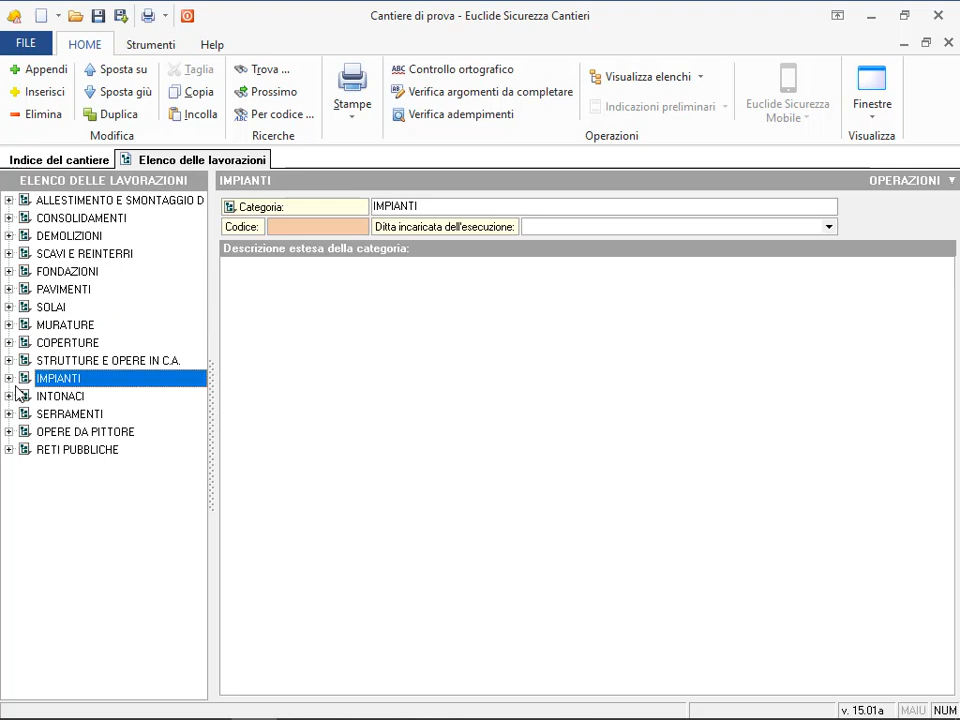 Cantiere di prova - Euclide Sicurezza Cantieri
FILE HOME Strumenti Help
Appendi Sposta su Taglia Trova ... Controllo ortografico Visualizza elenchi
Inserisci Sposta giù Copia Prossimo Verifica argomenti da completare
Elimina Duplica Incolla Per codice ... Verifica adempimenti Indicazioni preliminari
Stampe Euclide Sicurezza Mobile Finestre
Modifica Ricerche Operazioni Visualizza
Indice del cantiere Elenco delle lavorazioni
ELENCO DELLE LAVORAZIONI IMPIANTI OPERAZIONI
ALLESTIMENTO E SMONTAGGIO D
CONSOLIDAMENTI
DEMOLIZIONI
SCAVI E REINTERRI
FONDAZIONI
PAVIMENTI
SOLAI
MURATURE
COPERTURE
STRUTTURE E OPERE IN C.A.
IMPIANTI
INTONACI
SERRAMENTI
OPERE DA PITTORE
RETI PUBBLICHE
Categoria: IMPIANTI
Codice: Ditta incaricata dell'esecuzione:
Descrizione estesa della categoria:
v. 15.01a MAIU NUM